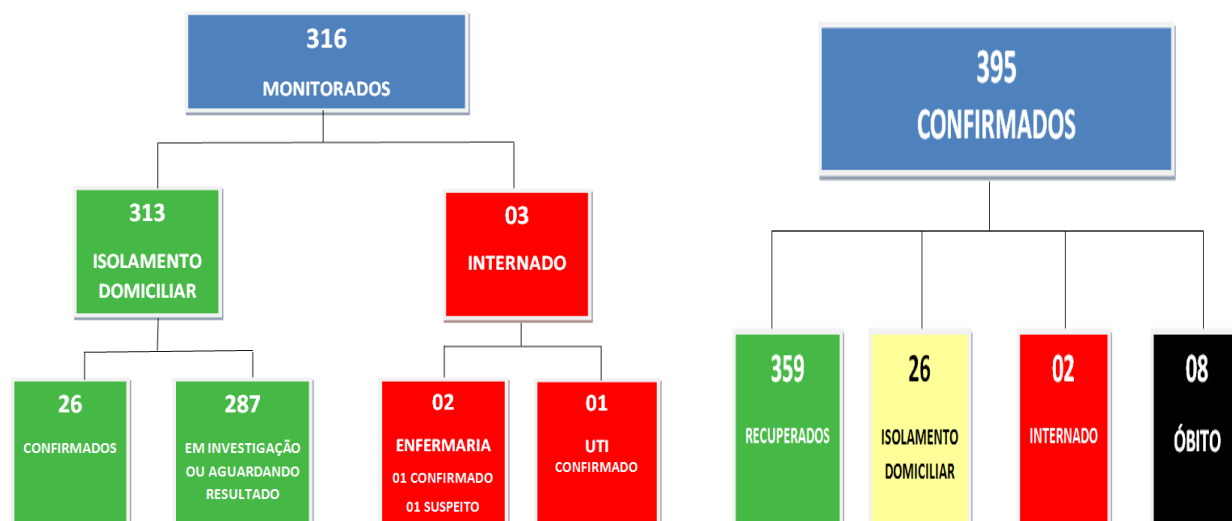 316
MONITORADOS
313
ISOLAMENTO
DOMICILIAR
03
INTERNADO
26
CONFIRMADOS
287
EM INVESTIGAÇÃO
OU AGUARDANDO
RESULTADO
02
ENFERMARIA
01 CONFIRMADO
01 SUSPEITO
01
UTI
CONFIRMADO
395
CONFIRMADOS
359
RECUPERADOS
26
ISOLAMENTO
DOMICILIAR
02
INTERNADO
08
ÓBITO